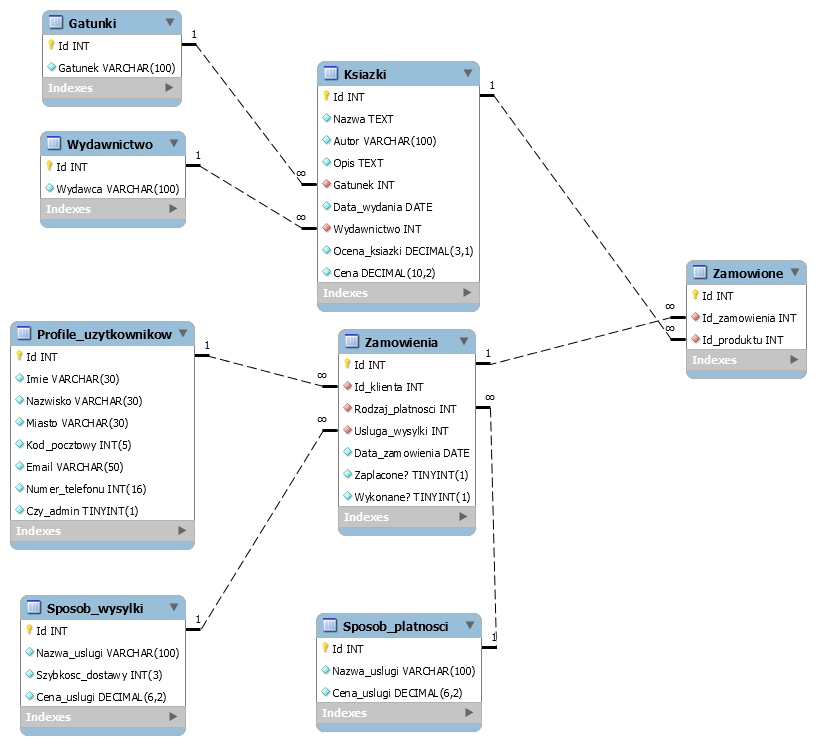 Gatunki
Id INT
Gatunek VARCHAR(100)
Indexes
1
Wydawnictwo
Id INT
Wydawca VARCHAR(100)
Indexes
1
Ksiazki
Id INT
Nazwa TEXT
Autor VARCHAR(100)
Opis TEXT
Gatunek INT
Data_wydania DATE
Wydawnictwo INT
Ocena_ksiazki DECIMAL(3,1)
Cena DECIMAL(10,2)
Indexes
∞
∞
1
Zamowione
Id INT
Id_zamowienia INT
Id_produktu INT
Indexes
∞
∞
Profile_uzytkownikow
Id INT
Imie VARCHAR(30)
Nazwisko VARCHAR(30)
Miasto VARCHAR(30)
Kod_pocztowy INT(5)
Email VARCHAR(50)
Numer_telefonu INT(16)
Czy_admin TINYINT(1)
Indexes
1
Zamowienia
Id INT
Id_klienta INT
Rodzaj_platnosci INT
Usluga_wysylki INT
Data_zamowienia DATE
Zaplacone? TINYINT(1)
Wykonane? TINYINT(1)
Indexes
∞
∞
1
∞
Sposob_wysylki
Id INT
Nazwa_uslugi VARCHAR(100)
Szybkosc_dostawy INT(3)
Cena_uslugi DECIMAL(6,2)
Indexes
1
Sposob_platnosci
Id INT
Nazwa_uslugi VARCHAR(100)
Cena_uslugi DECIMAL(6,2)
Indexes
1